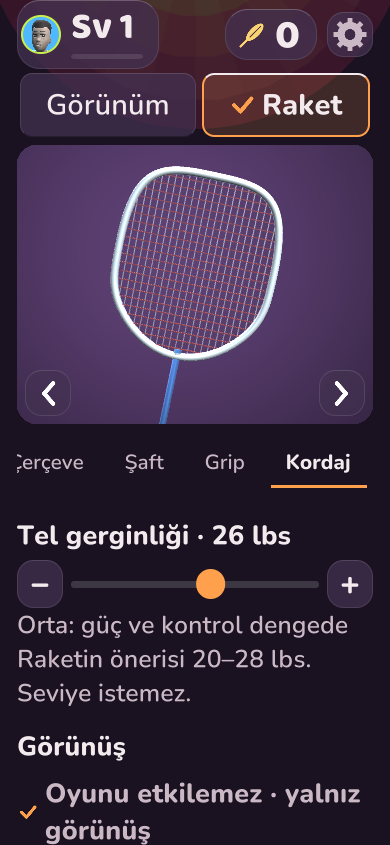 Sv 1
0
Görünüm
Raket
Çerçeve Şaft Grip Kordaj
Tel gerginliği · 26 lbs
Orta: güç ve kontrol dengede
Raketin önerisi 20–28 lbs.
Seviye istemez.
Görünüş
Oyunu etkilemez · yalnız
görünüş